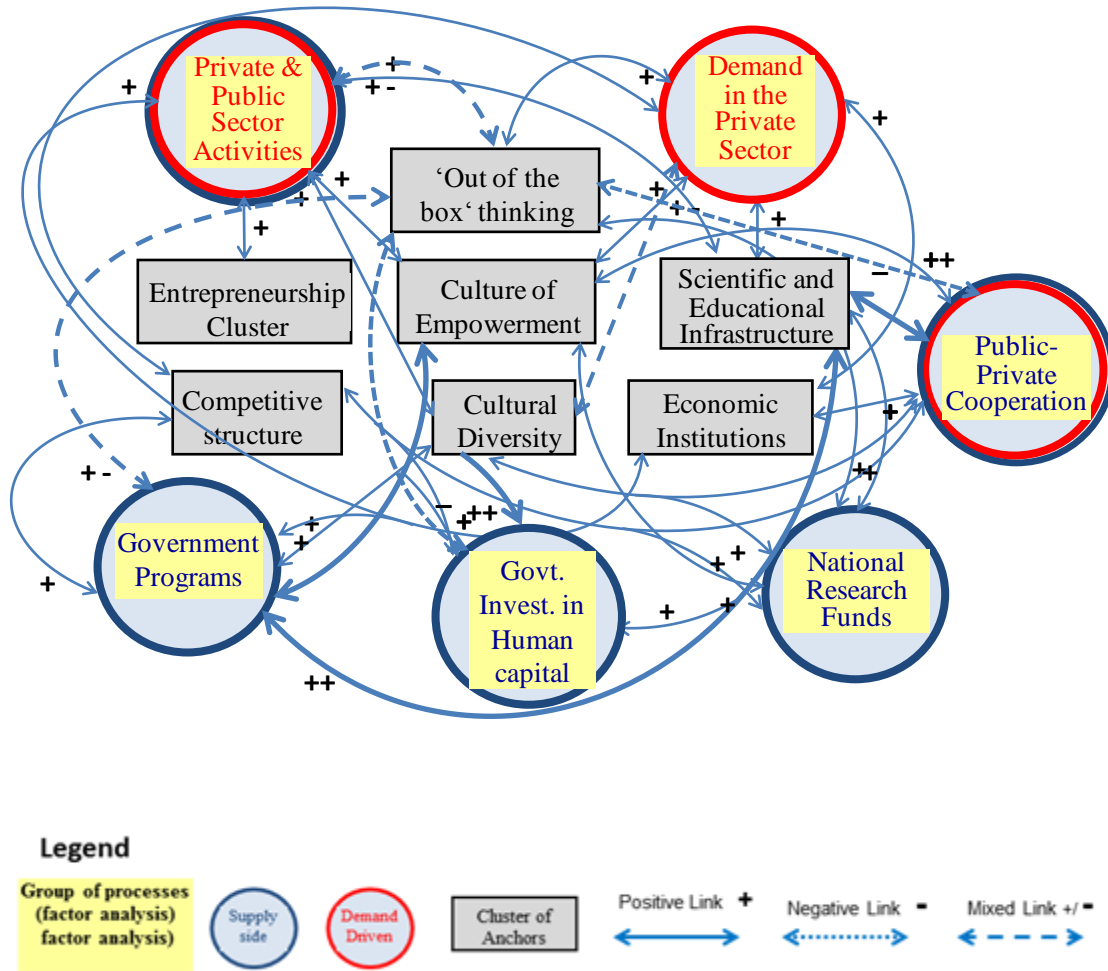 Private &
Public
Sector
Activities
Demand
in the
Private
Sector
+
+ -
+
+
+
+
+
+
+
+ -
+
‘Out of the
box‘ thinking
Entrepreneurship
Cluster
Culture of
Empowerment
Scientific and
Educational
Infrastructure
++
–
Public-
Private
Cooperation
Competitive
structure
Cultural
Diversity
Economic
Institutions
+
+ -
++
–
+
++
+
+
+
+
+
+
+
Government
Programs
Govt.
Invest. in
Human
capital
National
Research
Funds
++
Legend
Group of processes
(factor analysis)
factor analysis)
Supply
side
Demand
Driven
Cluster of
Anchors
Positive Link +
Negative Link -
Mixed Link +/-